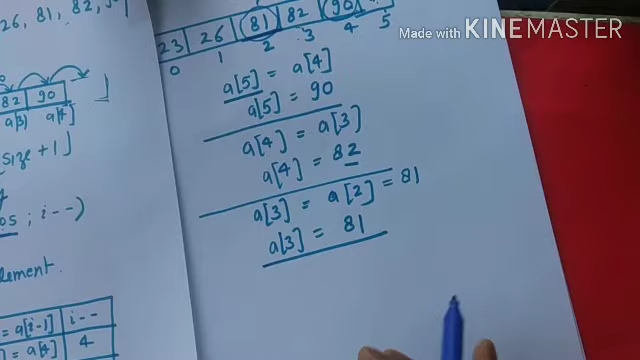 26, 81, 82,
82 90
a[3] a[4]
size + 1]
os ; i--)
element.
= a[i-1] i--
= a[4] 4
23 26 81 82 90
0 1 2 3 4 5
a[5] = a[4]
a[5] = 90
a[4] = a[3]
a[4] = 82
a[3] = a[2] = 81
a[3] = 81
Made with KINEMASTER